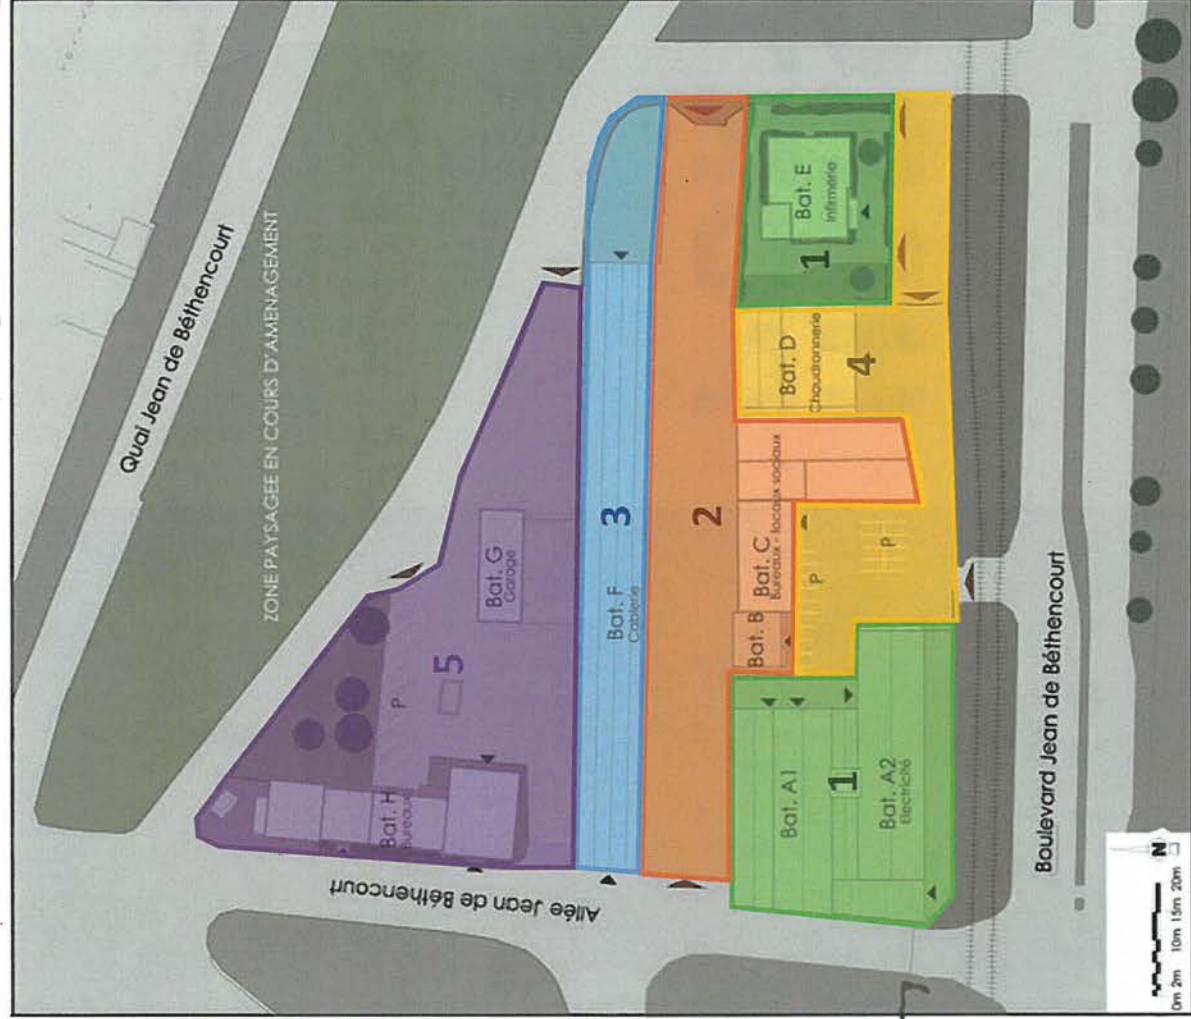 Quai Jean de Béthencourt
ZONE PAYSAGEE EN COURS D'AMENAGEMENT
Bat. E
Infirmerie
1
Bat. D
Chaudronnerie
4
2
3
Bat. C
Bureaux - locaux sociaux
P
P
Bat. B
Bat. F
Cablerie
Bat. G
Garage
5
P
Bat. H
Bureaux
Bat. A1
1
Bat. A2
Electricité
Allée Jean de Béthencourt
Boulevard Jean de Béthencourt
N
0m 2m 10m 15m 20m